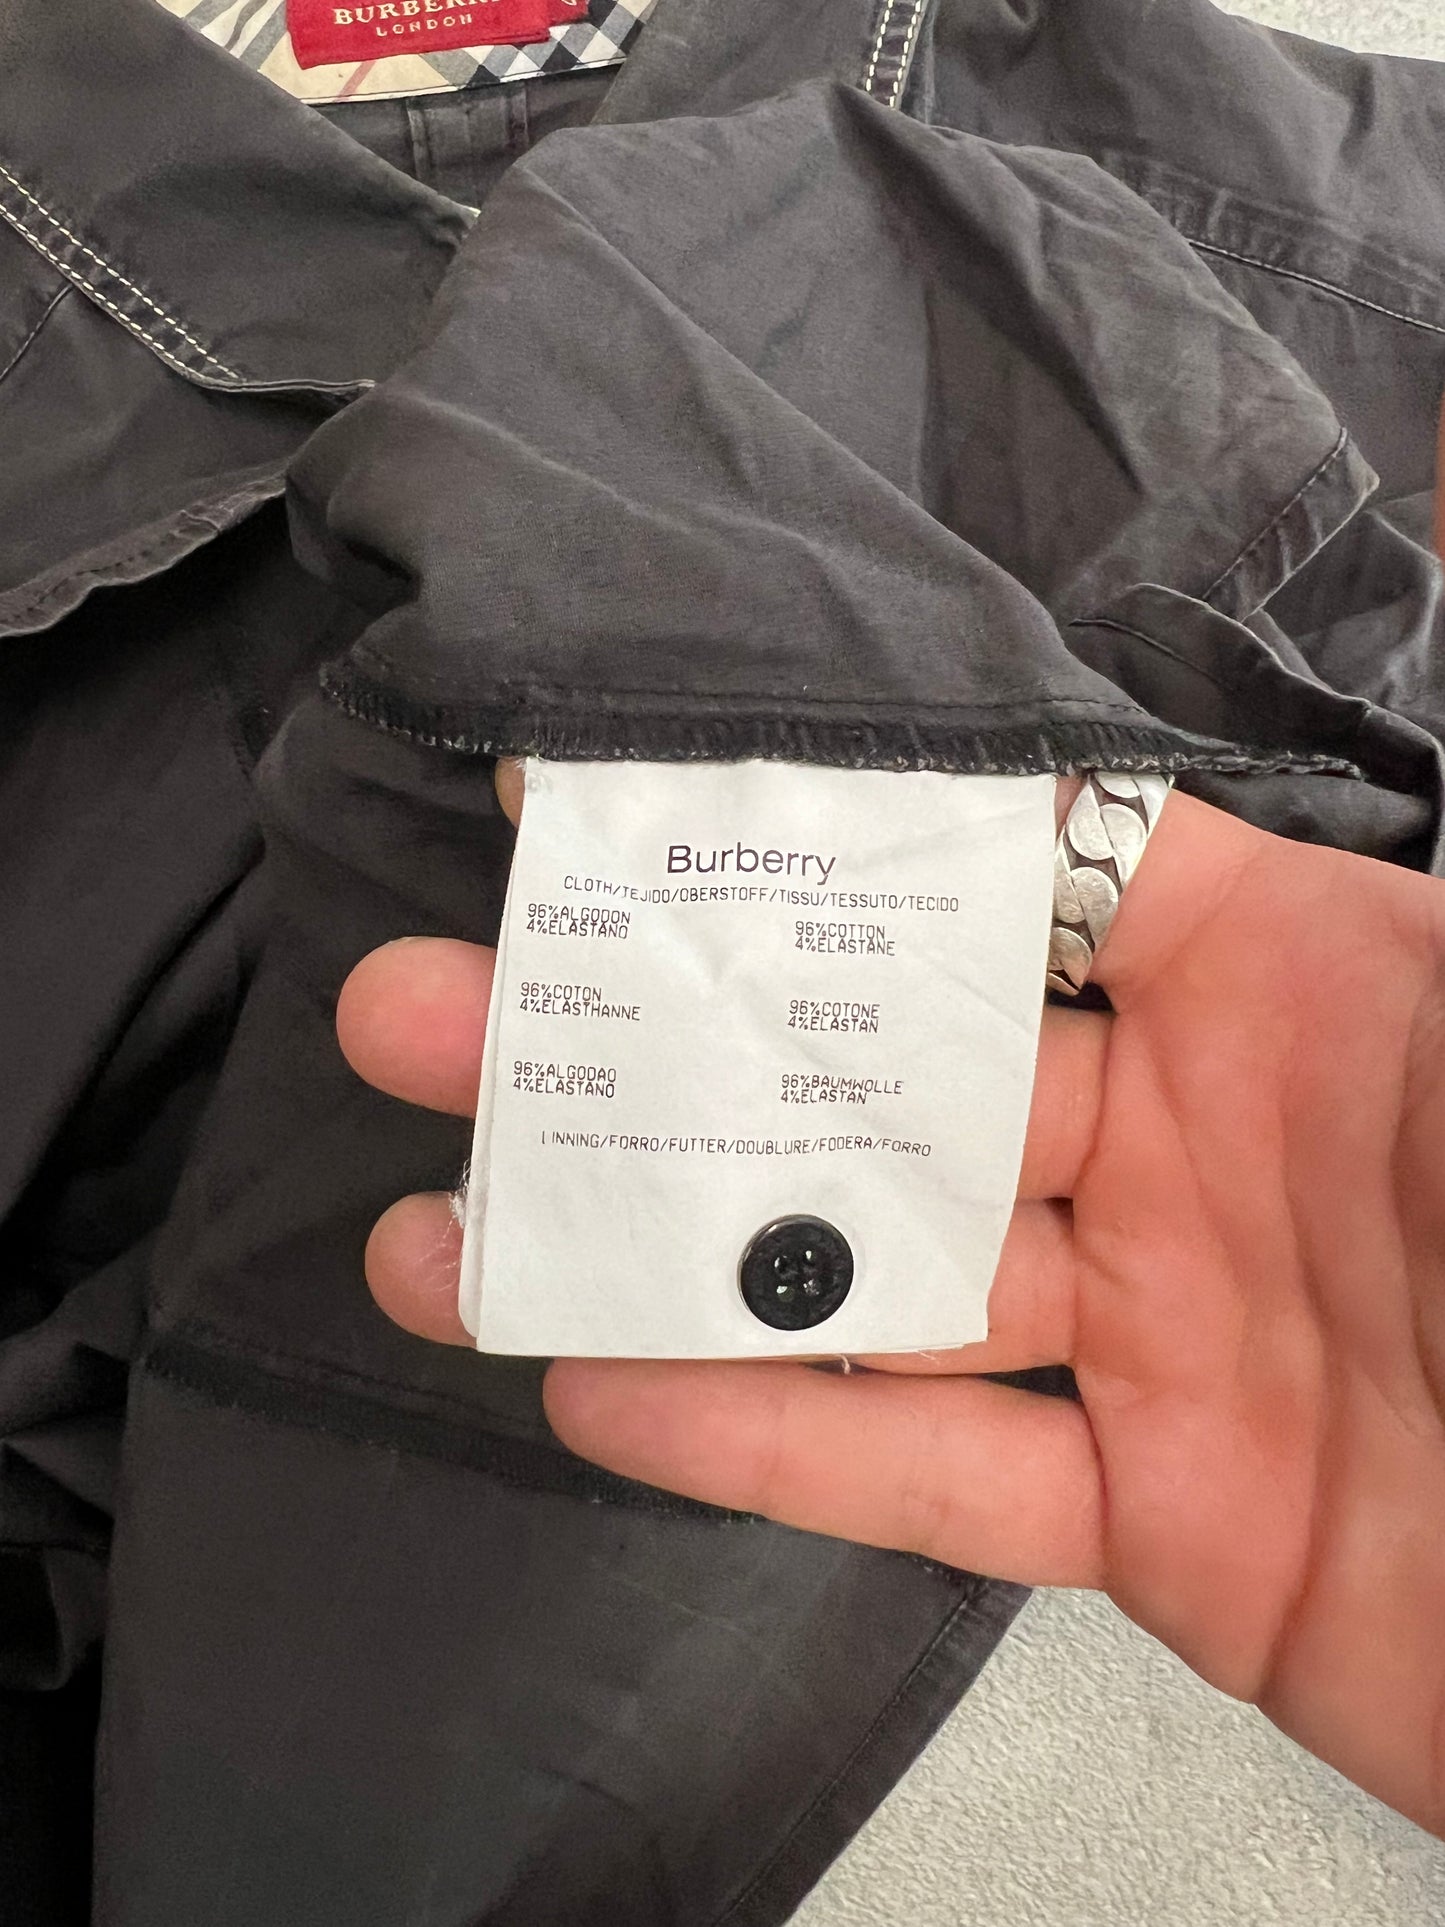 BURBERRY
LONDON
Burberry
CLOTH/TEJIDO/OBERSTOFF/TISSU/TESSUTO/TECIDO
96%ALGODON
4%ELASTANO
96%COTTON
4%ELASTANE
96%COTON
4%ELASTHANNE
96%COTONE
4%ELASTAN
96%ALGODAO
4%ELASTANO
96%BAUMWOLLE
4%ELASTAN
LINNING/FORRO/FUTTER/DOUBLURE/FODERA/FORRO